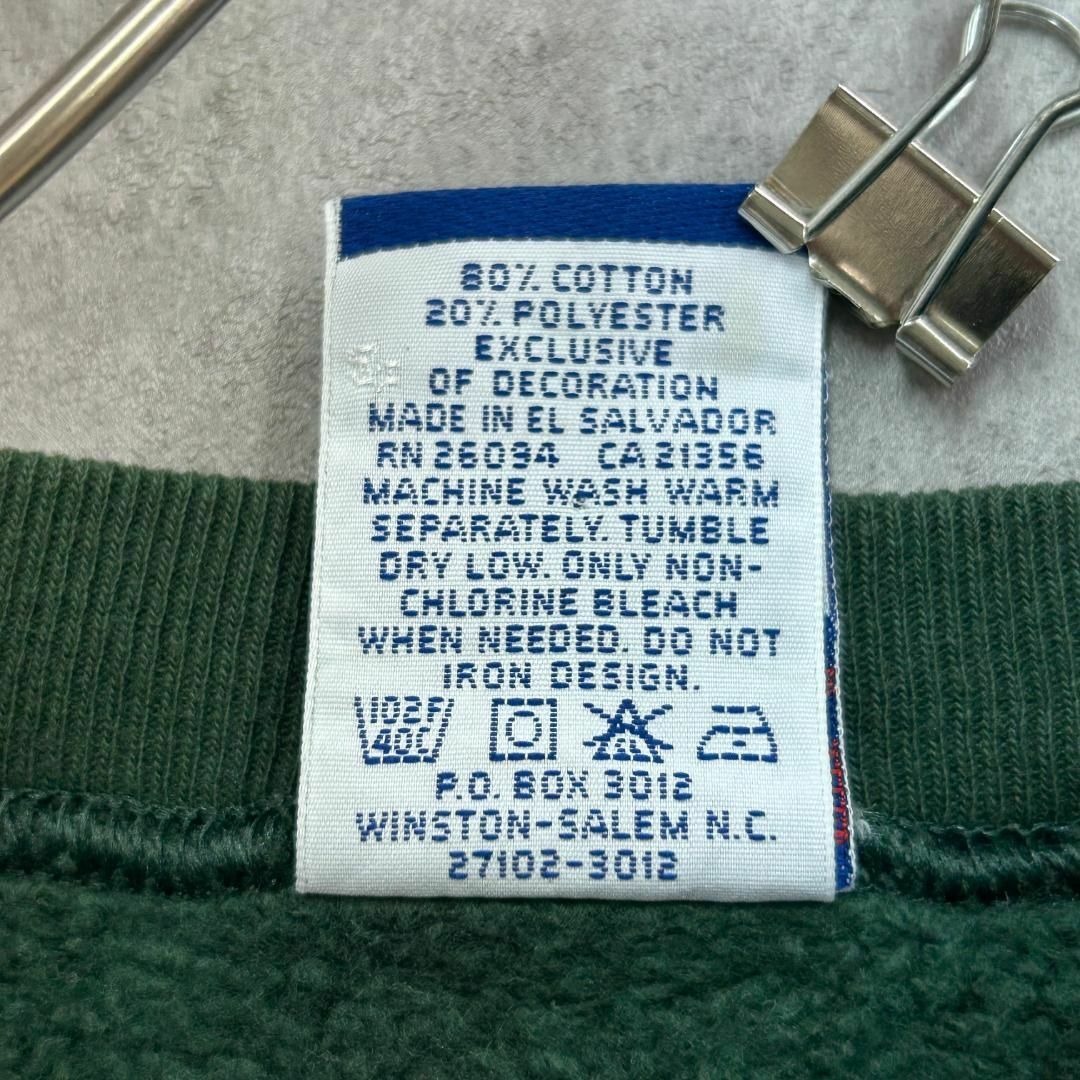 80% COTTON
20% POLYESTER
EXCLUSIVE
OF DECORATION
MADE IN EL SALVADOR
RN 26094 CA 21356
MACHINE WASH WARM
SEPARATELY. TUMBLE
DRY LOW. ONLY NON-
CHLORINE BLEACH
WHEN NEEDED. DO NOT
IRON DESIGN.
102F
40C
P.O. BOX 3012
WINSTON-SALEM N.C.
27102-3012